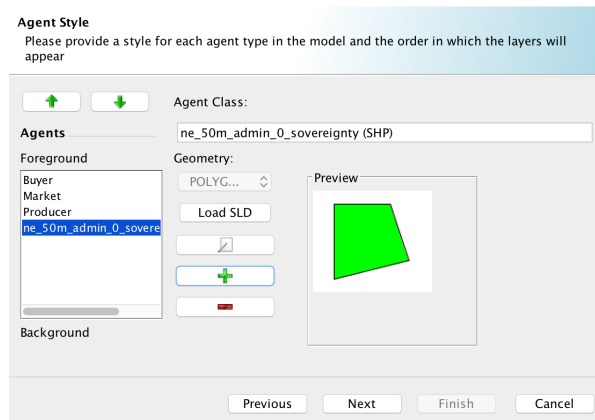 Agent Style
Please provide a style for each agent type in the model and the order in which the layers will
appear
Agent Class:
Agents
ne_50m_admin_0_sovereignty (SHP)
Foreground
Geometry:
Buyer
Market
Producer
ne_50m_admin_0_sovere
POLYG...
Preview
Load SLD
Background
Previous
Next
Finish
Cancel